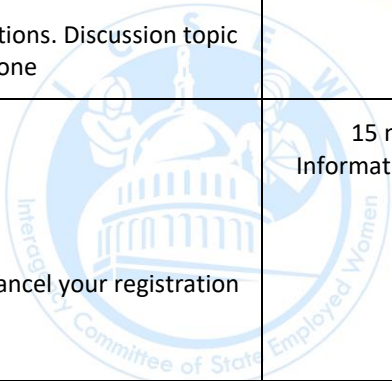 tions. Discussion topic
one
15
Informat
ancel your registration
I C S E W
Interagency Committee of State Employed Women